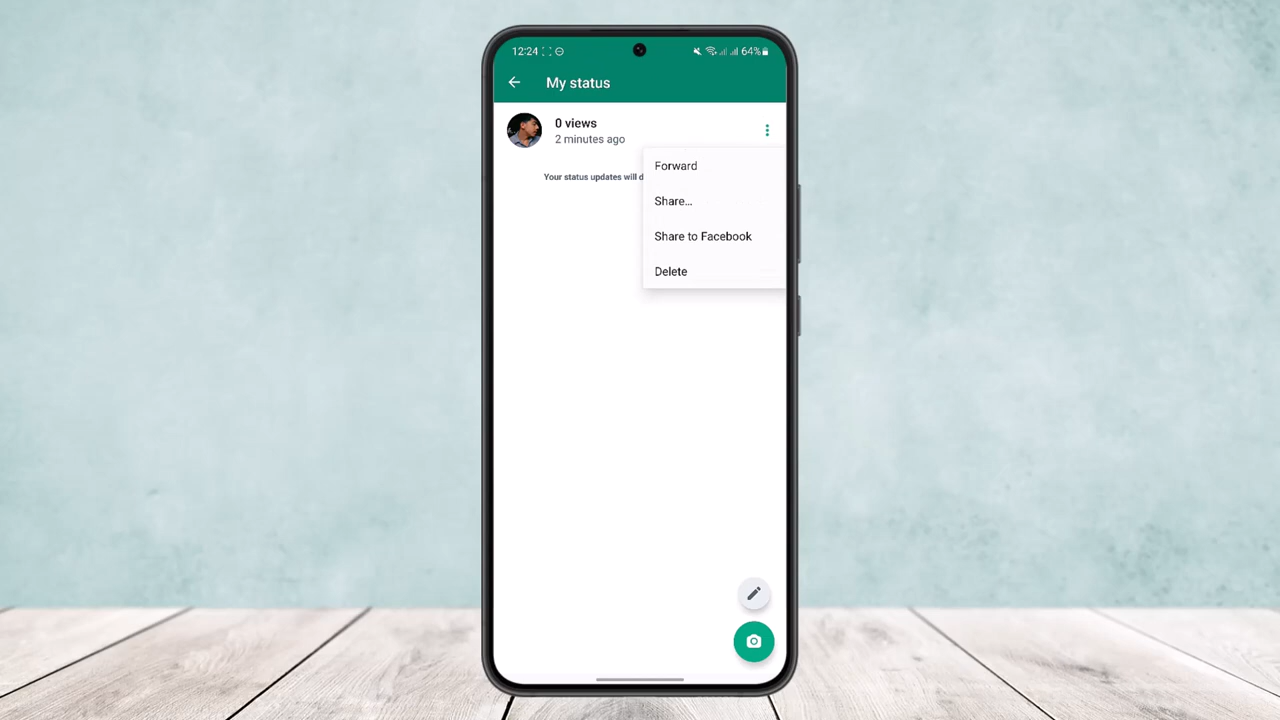 12:24
64%
My status
0 views
2 minutes ago
Forward
Your status updates will d
Share...
Share to Facebook
Delete